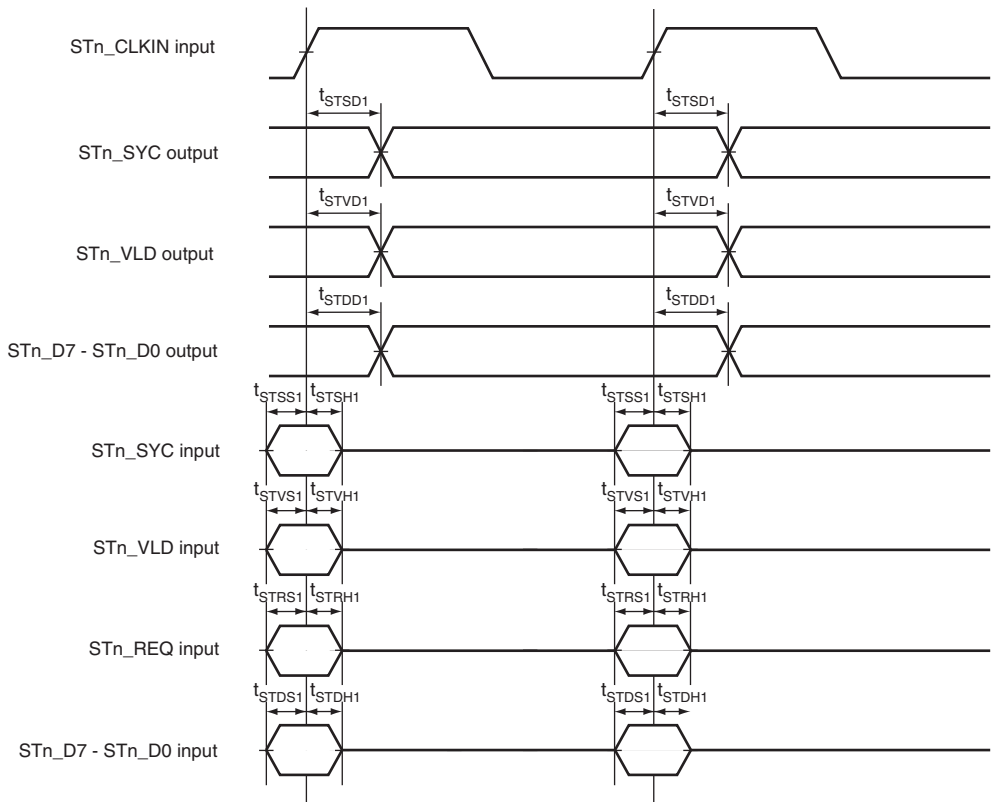 STn_CLKIN input
tSTSD1 tSTSD1
STn_SYC output
tSTVD1 tSTVD1
STn_VLD output
tSTDD1 tSTDD1
STn_D7 - STn_D0 output
tSTSS1 tSTSH1 tSTSS1 tSTSH1
STn_SYC input
tSTVS1 tSTVH1 tSTVS1 tSTVH1
STn_VLD input
tSTRS1 tSTRH1 tSTRS1 tSTRH1
STn_REQ input
tSTDS1 tSTDH1 tSTDS1 tSTDH1
STn_D7 - STn_D0 input